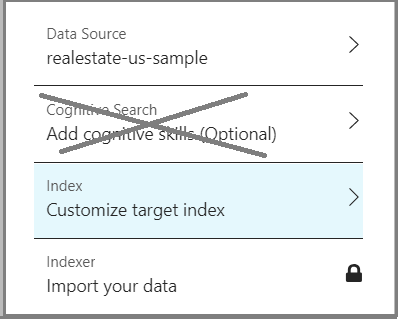 Data Source
realestate-us-sample
Cognitive Search
Add cognitive skills (Optional)
Index
Customize target index
Indexer
Import your data